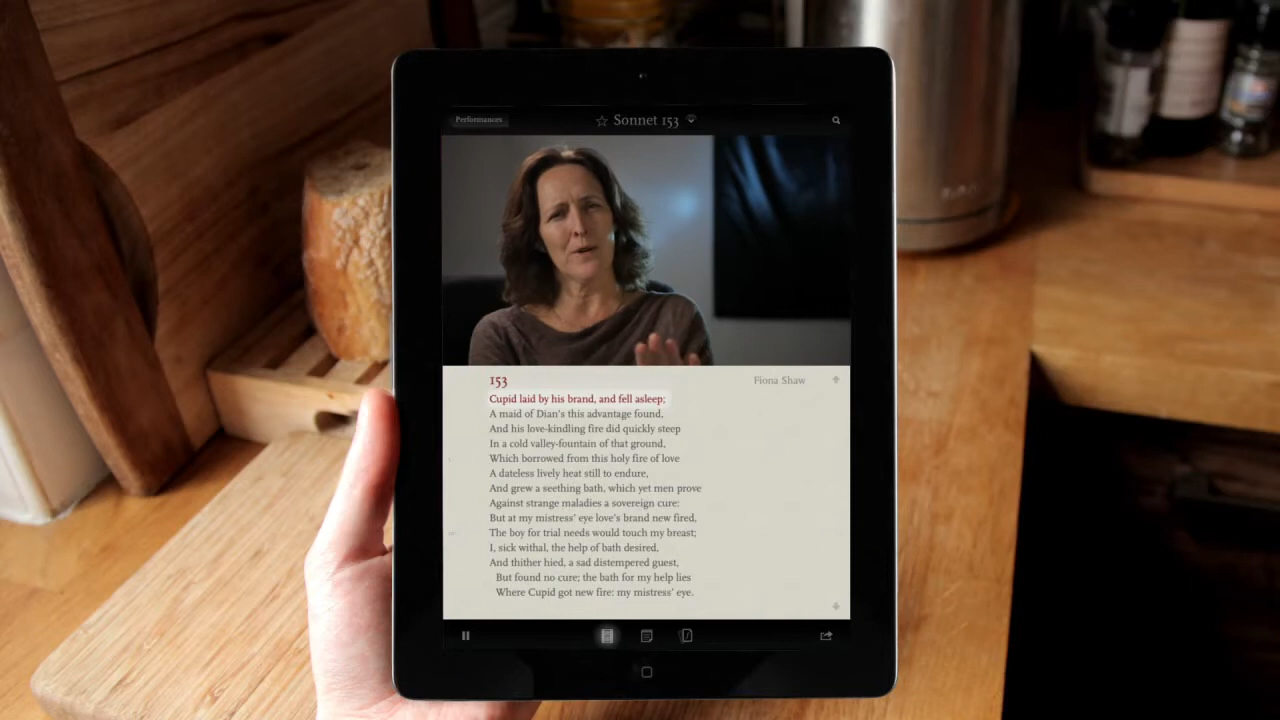 Performances
Sonnet 153
153
Fiona Shaw
Cupid laid by his brand, and fell asleep;
A maid of Dian's this advantage found,
And his love-kindling fire did quickly steep
In a cold valley-fountain of that ground,
Which borrowed from this holy fire of love
A dateless lively heat still to endure,
And grew a seething bath, which yet men prove
Against strange maladies a sovereign cure:
But at my mistress' eye love's brand new fired,
The boy for trial needs would touch my breast;
I, sick withal, the help of bath desired,
And thither hied, a sad distempered guest,
But found no cure; the bath for my help lies
Where Cupid got new fire: my mistress' eye.